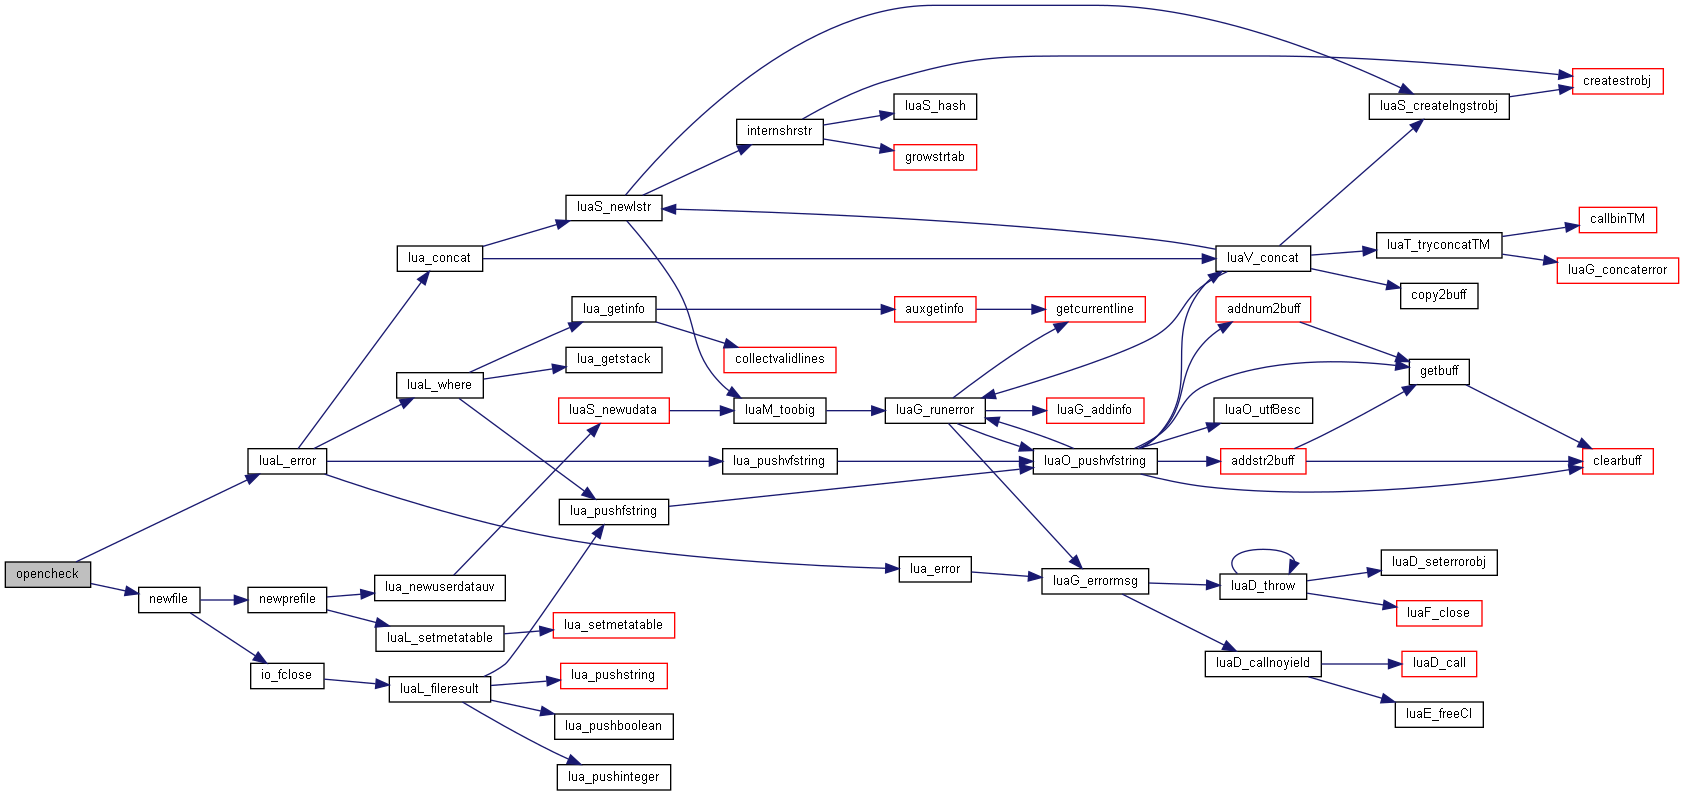 createstrobj
luaS_hash
luaS_createlngstrobj
internshrstr
growstrtab
luaS_newlstr
callbinTM
luaT_tryconcatTM
lua_concat
luaV_concat
luaG_concaterror
copy2buff
lua_getinfo
auxgetinfo
getcurrentline
addnum2buff
lua_getstack
collectvalidlines
getbuff
luaL_where
luaS_newudata
luaM_toobig
luaG_runerror
luaG_addinfo
luaO_utf8esc
luaL_error
lua_pushvfstring
luaO_pushvfstring
addstr2buff
clearbuff
lua_pushfstring
opencheck
lua_error
luaG_errormsg
luaD_throw
luaD_seterrorobj
newfile
newprefile
lua_newuserdatauv
luaF_close
luaL_setmetatable
lua_setmetatable
io_fclose
luaL_fileresult
lua_pushstring
luaD_callnoyield
luaD_call
lua_pushboolean
luaE_freeCI
lua_pushinteger